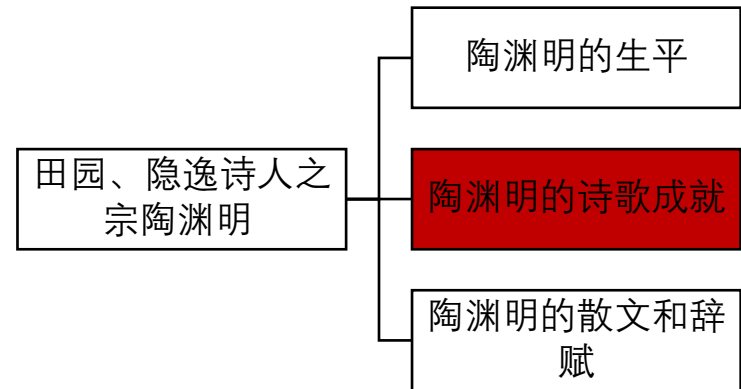 田园、隐逸诗人之
宗陶渊明
陶渊明的生平
陶渊明的诗歌成就
陶渊明的散文和辞
赋